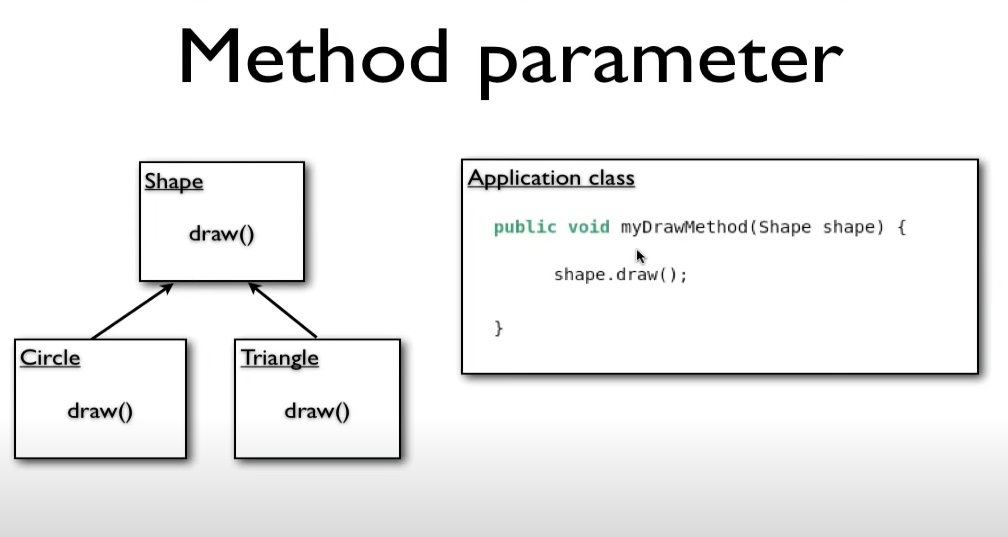 Method parameter
Shape
draw()
Circle
draw()
Triangle
draw()
Application class
public void myDrawMethod(Shape shape) {
shape.draw();
}